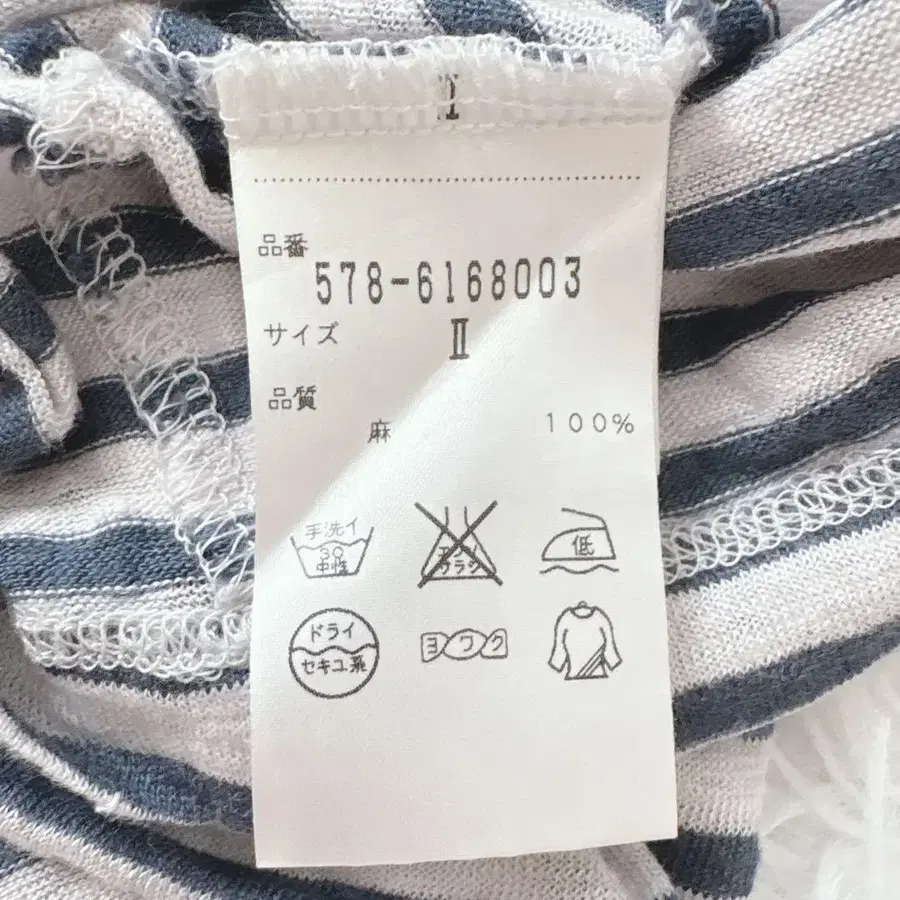 品番
578-6168003
サイズ
Ⅱ
品質
麻 100%
手洗イ
30
中性
低
ドライ
セキユ系
ヨワク